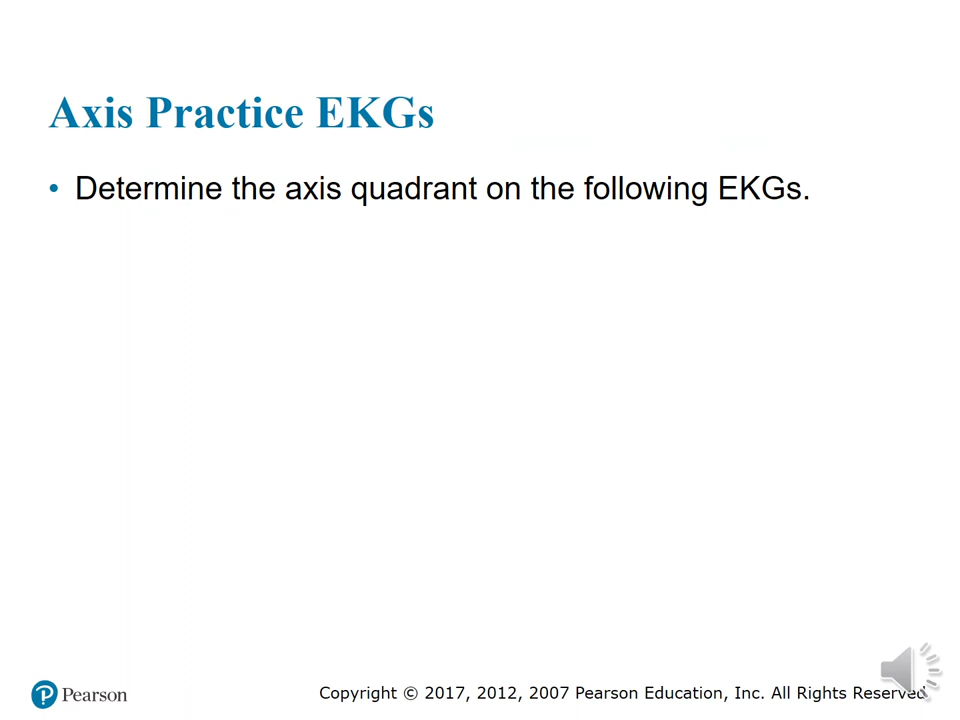 Axis Practice EKGs
• Determine the axis quadrant on the following EKGs.
Pearson
Copyright © 2017, 2012, 2007 Pearson Education, Inc. All Rights Reserved